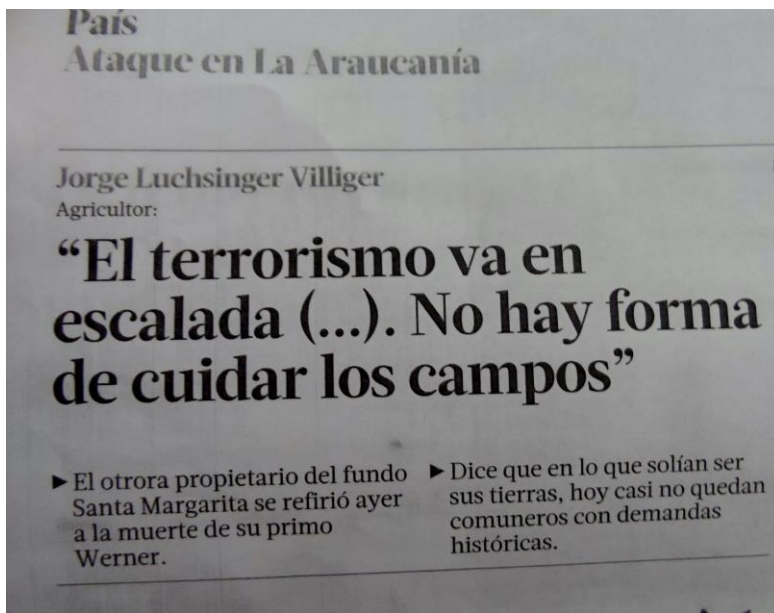 País
Ataque en La Araucanía
Jorge Luchsinger Villiger
Agricultor:
“El terrorismo va en
escalada (...). No hay forma
de cuidar los campos”
▶ El otrora propietario del fundo
Santa Margarita se refirió ayer
a la muerte de su primo
Werner.
▶ Dice que en lo que solían ser
sus tierras, hoy casi no quedan
comuneros con demandas
históricas.